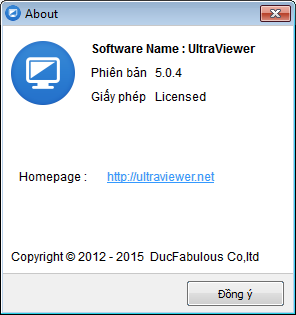 About
Software Name : UltraViewer
Phiên bản 5.0.4
Giấy phép Licensed
Homepage : http://ultraviewer.net
Copyright © 2012 - 2015 DucFabulous Co,ltd
Đồng ý